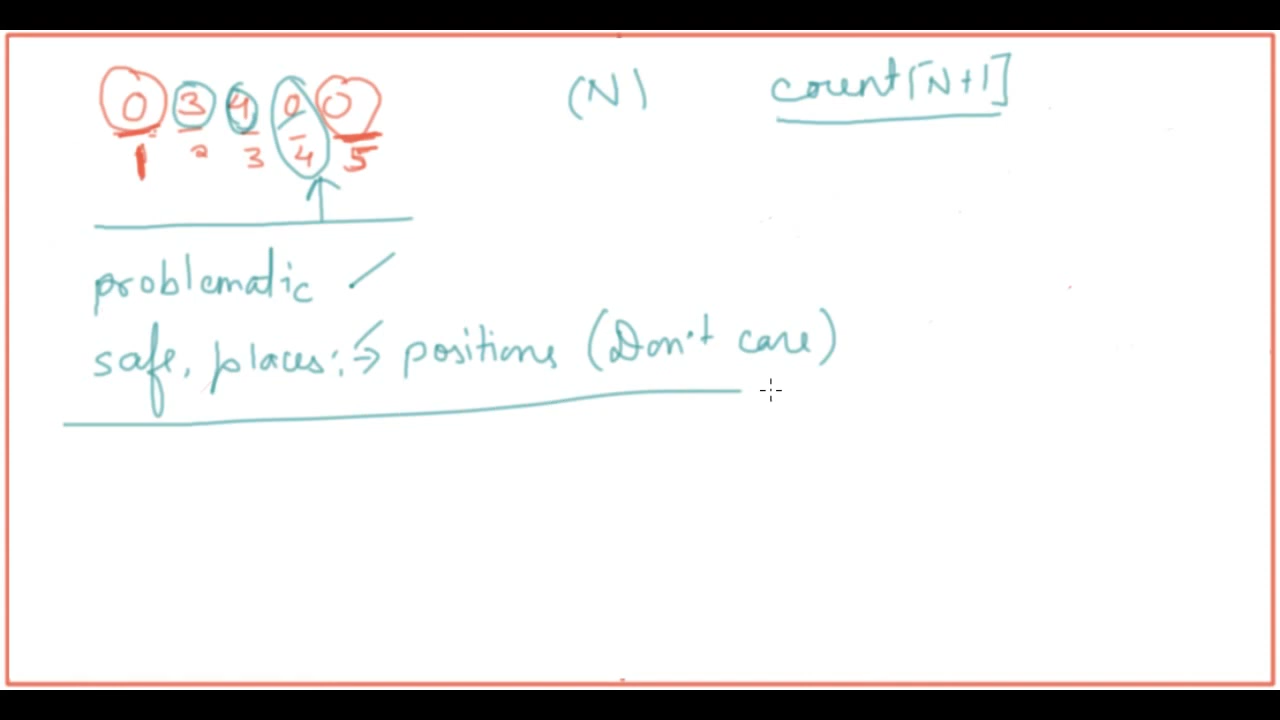 0 3 4 0 0 (N) count[N+1]
1 2 3 4 5
problematic
safe, places: → positions (Don't care)